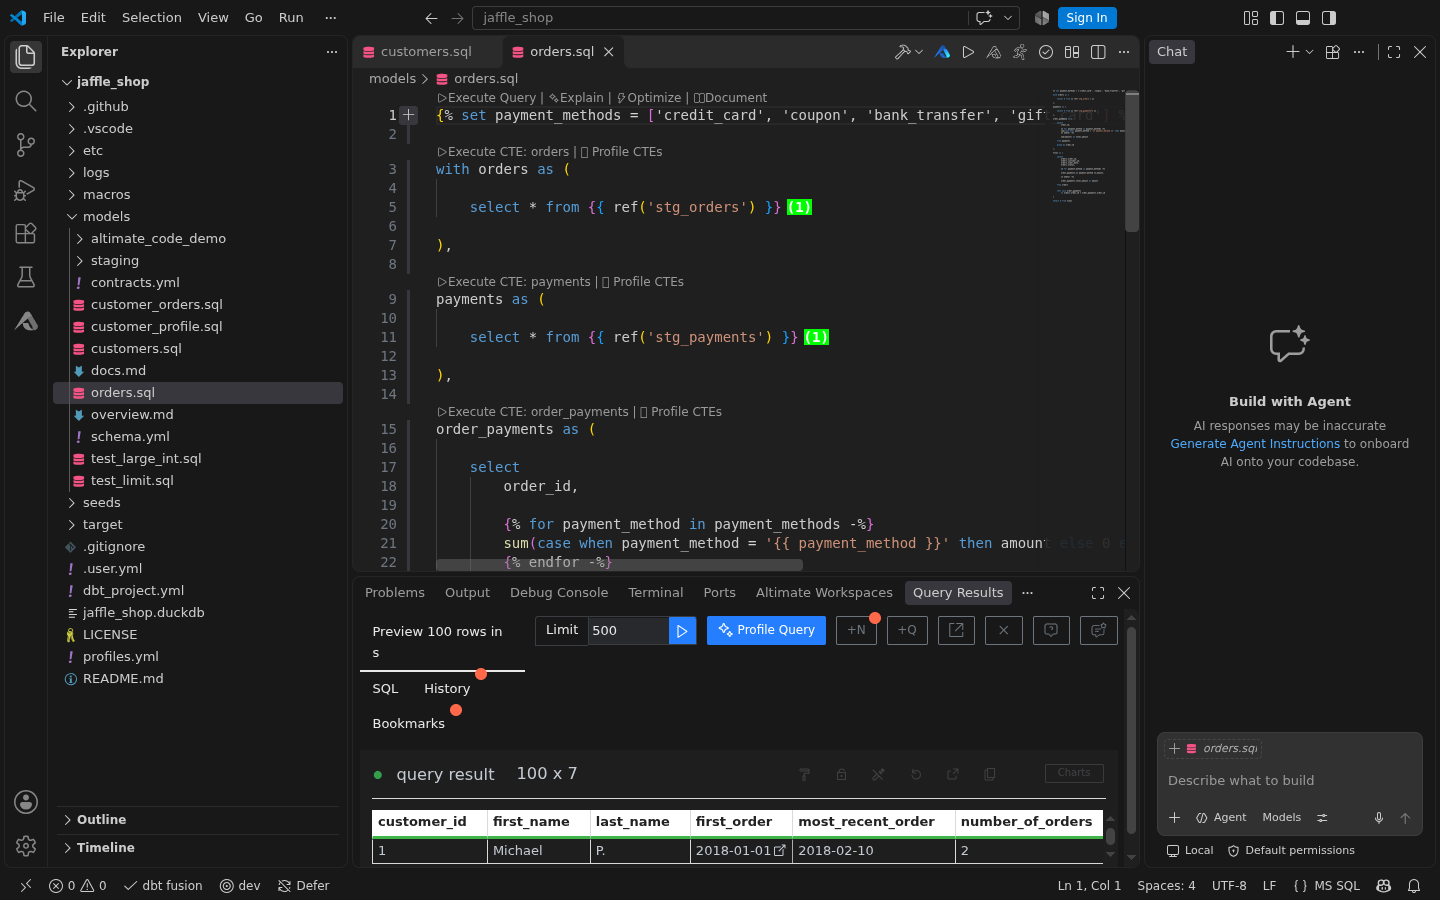 File Edit Selection View Go Run ···
jaffle_shop
Sign In
Explorer
jaffle_shop
.github
.vscode
etc
logs
macros
models
altimate_code_demo
staging
contracts.yml
customer_orders.sql
customer_profile.sql
customers.sql
docs.md
orders.sql
overview.md
schema.yml
test_large_int.sql
test_limit.sql
seeds
target
.gitignore
.user.yml
dbt_project.yml
jaffle_shop.duckdb
LICENSE
profiles.yml
README.md
Outline
Timeline
customers.sql orders.sql
models > orders.sql
Execute Query | Explain | Optimize | Document
1 {% set payment_methods = ['credit_card', 'coupon', 'bank_transfer', 'gift_card'] %
2
Execute CTE: orders | Profile CTEs
3 with orders as (
4
5 select * from {{ ref('stg_orders') }} (1)
6
7 ),
8
Execute CTE: payments | Profile CTEs
9 payments as (
10
11 select * from {{ ref('stg_payments') }} (1)
12
13 ),
14
Execute CTE: order_payments | Profile CTEs
15 order_payments as (
16
17 select
18 order_id,
19
20 {% for payment_method in payment_methods -%}
21 sum(case when payment_method = '{{ payment_method }}' then amount else 0 e
22 {% endfor -%}
Problems Output Debug Console Terminal Ports Altimate Workspaces Query Results ···
Preview 100 rows in
s
Limit 500 Profile Query +N +Q
SQL History
Bookmarks
query result 100 x 7 Charts
customer_id first_name last_name first_order most_recent_order number_of_orders
1 Michael P. 2018-01-01 2018-02-10 2
Chat
Build with Agent
AI responses may be inaccurate
Generate Agent Instructions to onboard
AI onto your codebase.
orders.sql
Describe what to build
Agent Models
Local Default permissions
0 0 dbt fusion dev Defer Ln 1, Col 1 Spaces: 4 UTF-8 LF { } MS SQL